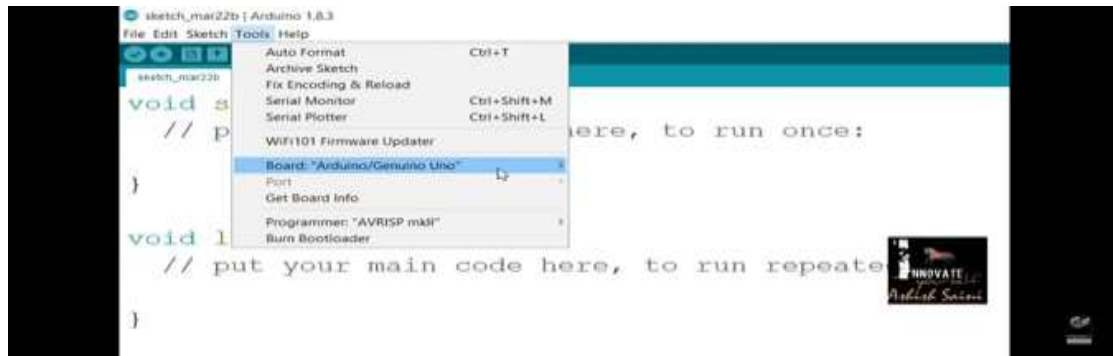 sketch_mar22b | Arduino 1.8.3
File Edit Sketch Tools Help
sketch_mar22b
Auto Format Ctrl+T
Archive Sketch
Fix Encoding & Reload
Serial Monitor Ctrl+Shift+M
Serial Plotter Ctrl+Shift+L
WiFi101 Firmware Updater
Board: "Arduino/Genuino Uno"
Port
Get Board Info
Programmer: "AVRISP mkII"
Burn Bootloader
void s
// p ere, to run once:
}
void l
// put your main code here, to run repeate
}
INNOVATE
yourself
Ashish Saini